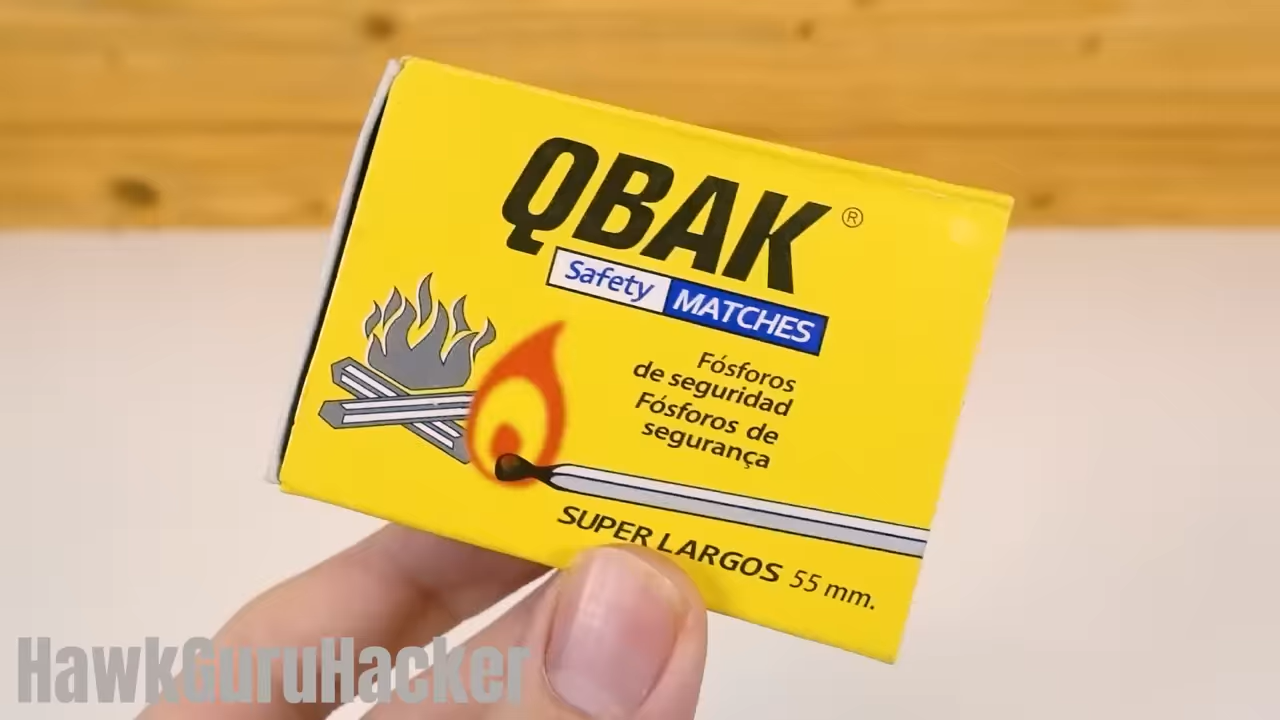 QBAK®
Safety MATCHES
Fósforos
de seguridad
Fósforos de
segurança
SUPER LARGOS 55 mm.
HawkGuruHacker